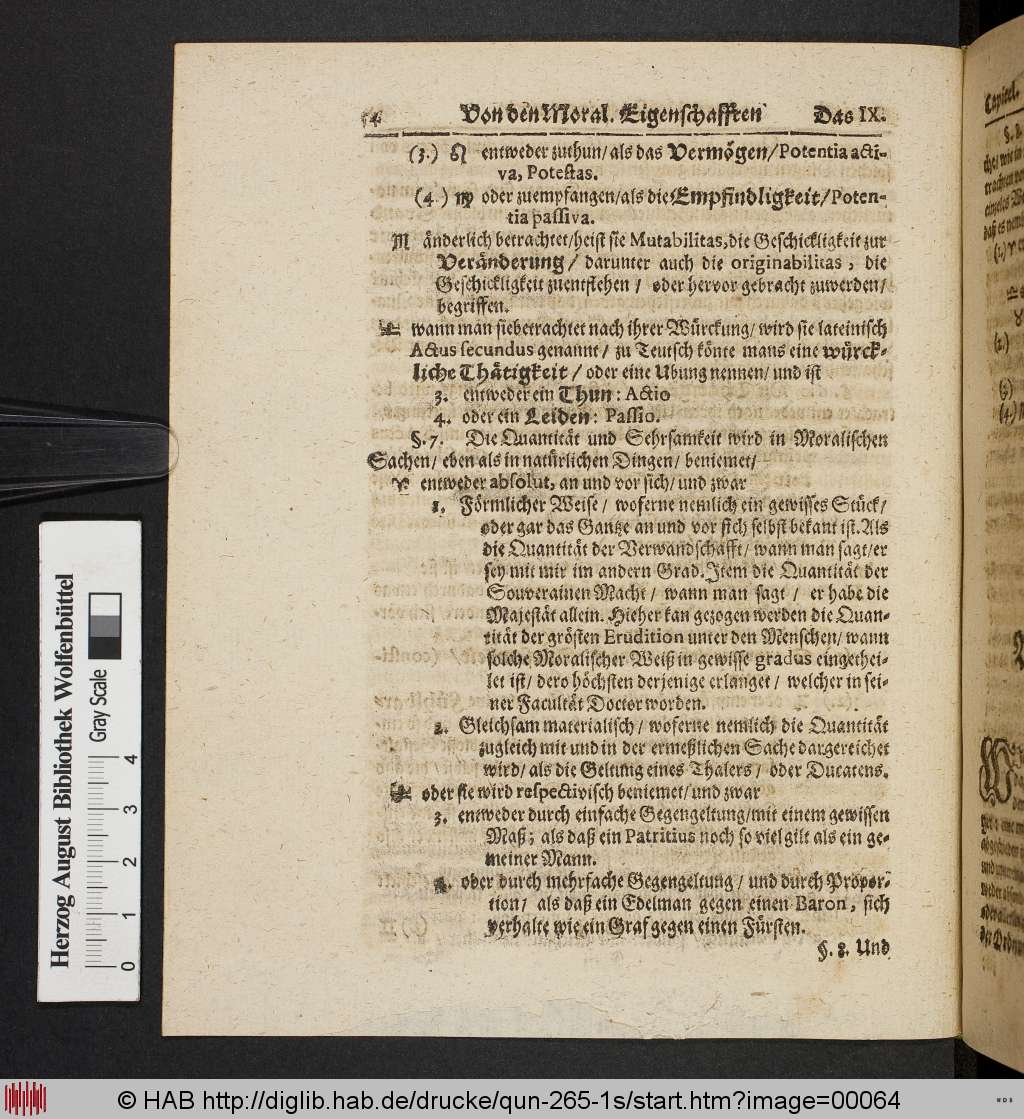 54 Von den Moral. Eigenschafften Das IX.
(3.) ♌ entweder zuthun/ als das Vermögen/ Potentia acti-
va, Potestas.
(4.) ♍ oder zuempfangen/als die Empfindligkeit/Poten-
tia passiva.
änderlich betrachtet/heist sie Mutabilitas, die Geschickligkeit zur
Veränderung/ darunter auch die originabilitas, die
Geschickligkeit zuentstehen/ oder hervor gebracht zuwerden/
begriffen.
♎ wann man siebetrachtet nach ihrer Würckung/ wird sie lateinisch
Actus secundus genannt/ zu Teutsch könte mans eine würck-
liche Thätigkeit/ oder eine Ubung nennen/ und ist
3. entweder ein Thun: Actio
4. oder ein Leiden: Passio.
§. 7. Die Quantität und Sehrsamkeit wird in Moralischen
Sachen/ eben als in natürlichen Dingen/ beniemet/
♈ entweder absolut, an und vor sich/ und zwar
1. Förmlicher Weise/ woferne nemlich ein gewisses Stück/
oder gar das Gantze an und vor sich selbst bekant ist. Als
die Quantität der Verwandschafft/ wann man sagt/er
sey mit mir im andern Grad. Item die Quantität der
Souverainen Macht/ wann man sagt/ er habe die
Majestät allein. Hieher kan gezogen werden die Quan-
tität der grösten Erudition unter den Menschen/ wann
solche Moralischer Weiß in gewisse gradus eingethei-
let ist/ dero höchsten derjenige erlanget/ welcher in sei-
ner Facultät Doctor worden.
2. Gleichsam materialisch/ woferne nemlich die Quantität
zugleich mit und in der ermeßlichen Sache dargereichet
wird/ als die Geltung eines Thalers/ oder Ducatens.
♎ oder sie wird respectivisch beniemet/ und zwar
3. entweder durch einfache Gegengeltung/mit einem gewissen
Maß; als daß ein Patritius noch so viel gilt als ein ge-
meiner Mann.
4. oder durch mehrfache Gegengeltung/ und durch Propor-
tion/ als daß ein Edelman gegen einen Baron, sich
verhalte wie ein Graf gegen einen Fürsten.
§. 8. Und
Capitel.
Herzog August Bibliothek Wolfenbüttel
Gray Scale
0 1 2 3 4
© HAB http://diglib.hab.de/drucke/qun-265-1s/start.htm?image=00064